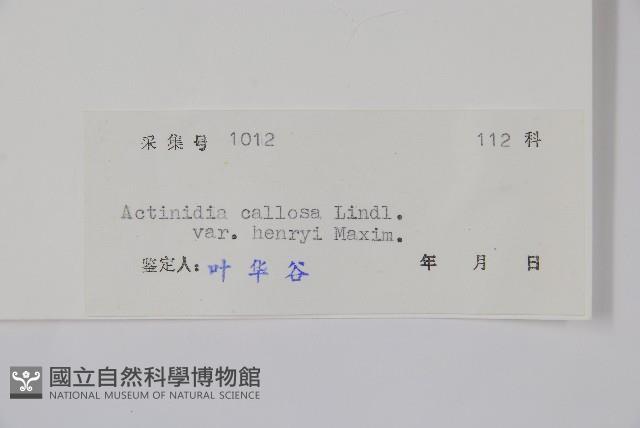 采集号 1012 112 科
Actinidia callosa Lindl.
var. henryi Maxim.
鉴定人: 叶华谷 年 月 日
國立自然科學博物館
NATIONAL MUSEUM OF NATURAL SCIENCE